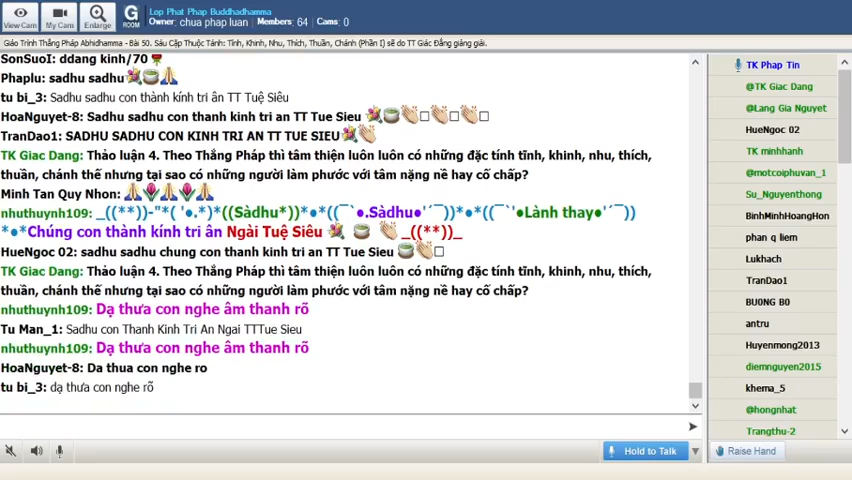 Lop Phat Phap Buddhadhamma
Owner: chua phap luan Members: 64 Cams: 0
View Cam
My Cam
Enlarge
G ROOM
Giáo Trình Thắng Pháp Abhidhamma - Bài 50. Sáu Cặp Thuộc Tánh: Tĩnh, Khinh, Nhu, Thích, Thuần, Chánh (Phần I) sẽ do TT Giác Đẳng giảng giải.
SonSuoI: ddang kinh/70
Phaplu: sadhu sadhu
tu bi_3: Sadhu sadhu con thành kính tri ân TT Tuệ Siêu
HoaNguyet-8: Sadhu sadhu con thanh kinh tri an TT Tue Sieu
TranDao1: SADHU SADHU CON KINH TRI AN TT TUE SIEU
TK Giac Dang: Thảo luận 4. Theo Thắng Pháp thì tâm thiện luôn luôn có những đặc tính tĩnh, khinh, nhu, thích,
thuần, chánh thế nhưng tại sao có những người làm phước với tâm nặng nề hay cố chấp?
Minh Tan Quy Nhon:
nhuthuynh109: _((**))-"*( '●.*)*((Sàdhu*))*●*((¯`●.Sàdhu●'´¯))*●*((¯`'●Lành thay●'´¯))
*●*Chúng con thành kính tri ân Ngài Tuệ Siêu _((**))_
HueNgoc 02: sadhu sadhu chung con thanh kinh tri an TT Tue Sieu
TK Giac Dang: Thảo luận 4. Theo Thắng Pháp thì tâm thiện luôn luôn có những đặc tính tĩnh, khinh, nhu, thích,
thuần, chánh thế nhưng tại sao có những người làm phước với tâm nặng nề hay cố chấp?
nhuthuynh109: Dạ thưa con nghe âm thanh rõ
Tu Man_1: Sadhu con Thanh Kinh Tri An Ngai TTTue Sieu
nhuthuynh109: Dạ thưa con nghe âm thanh rõ
HoaNguyet-8: Da thua con nghe ro
tu bi_3: dạ thưa con nghe rõ
Hold to Talk
TK Phap Tin
@TK Giac Dang
@Lang Gia Nguyet
HueNgoc 02
TK minhhanh
@motcoiphuvan_1
Su_Nguyenthong
BinhMinhHoangHon
phan q liem
Lukhach
TranDao1
BU0NG B0
antru
Huyenmong2013
diemnguyen2015
khema_5
@hongnhat
Trangthu-2
Raise Hand